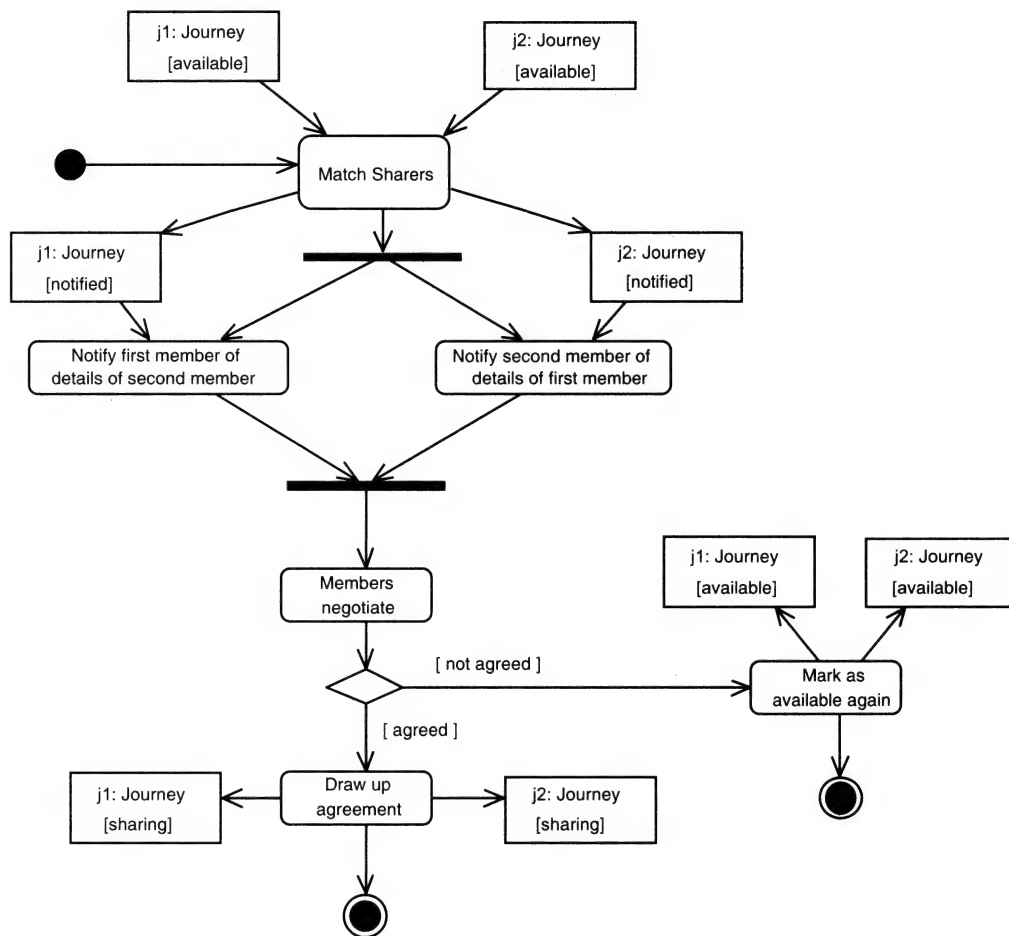 j1: Journey
[available]
j2: Journey
[available]
Match Sharers
j1: Journey
[notified]
j2: Journey
[notified]
Notify first member of
details of second member
Notify second member of
details of first member
j1: Journey
[available]
j2: Journey
[available]
Members
negotiate
[ not agreed ]
Mark as
available again
[ agreed ]
j1: Journey
[sharing]
Draw up
agreement
j2: Journey
[sharing]